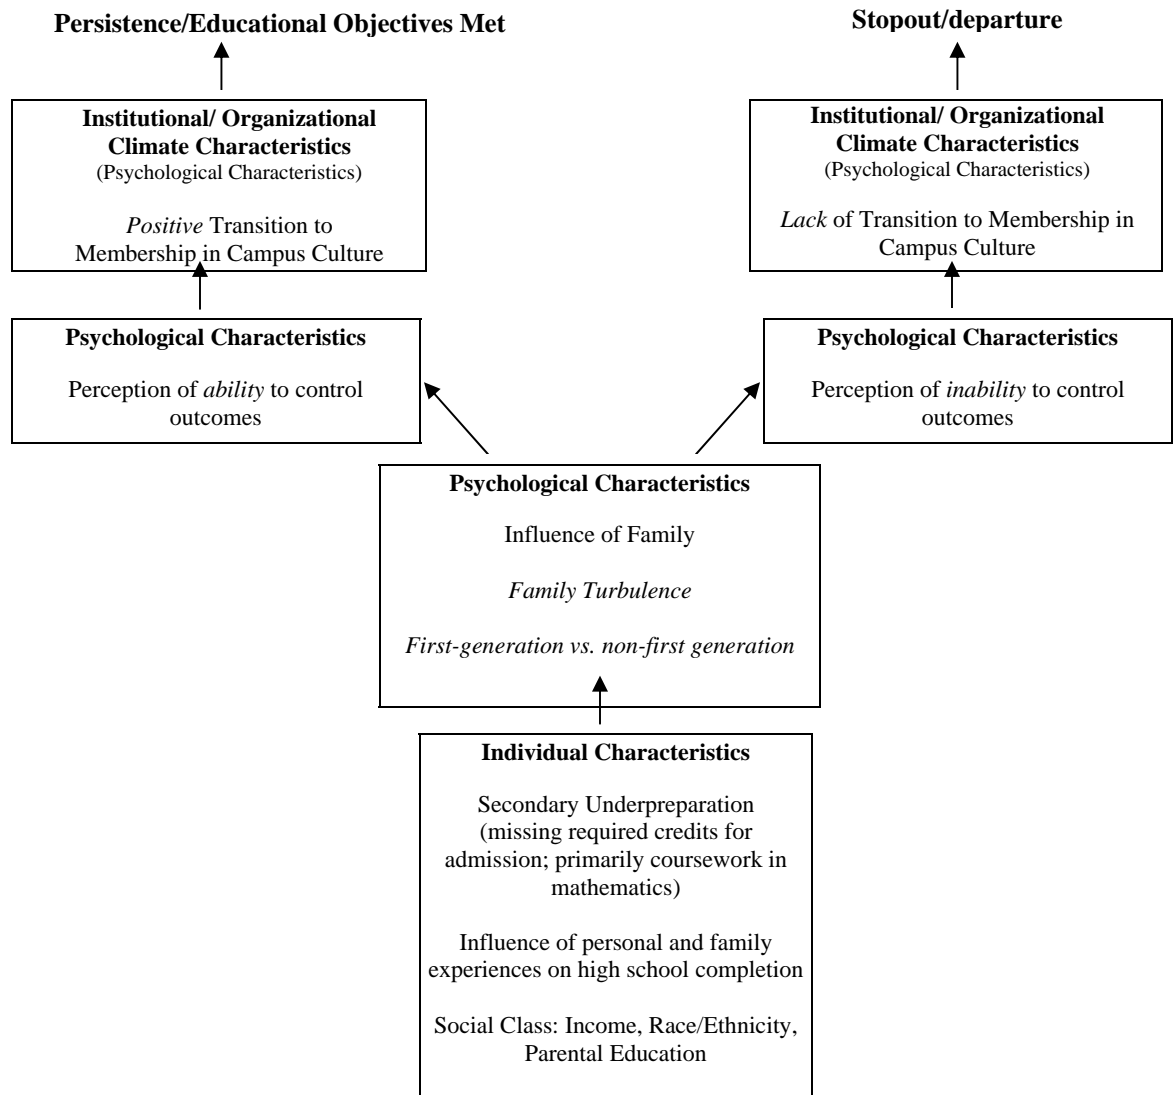 Persistence/Educational Objectives Met
Stopout/departure
Institutional/ Organizational
Climate Characteristics
(Psychological Characteristics)
Positive Transition to
Membership in Campus Culture
Institutional/ Organizational
Climate Characteristics
(Psychological Characteristics)
Lack of Transition to Membership in
Campus Culture
Psychological Characteristics
Perception of ability to control
outcomes
Psychological Characteristics
Perception of inability to control
outcomes
Psychological Characteristics
Influence of Family
Family Turbulence
First-generation vs. non-first generation
Individual Characteristics
Secondary Underpreparation
(missing required credits for
admission; primarily coursework in
mathematics)
Influence of personal and family
experiences on high school completion
Social Class: Income, Race/Ethnicity,
Parental Education